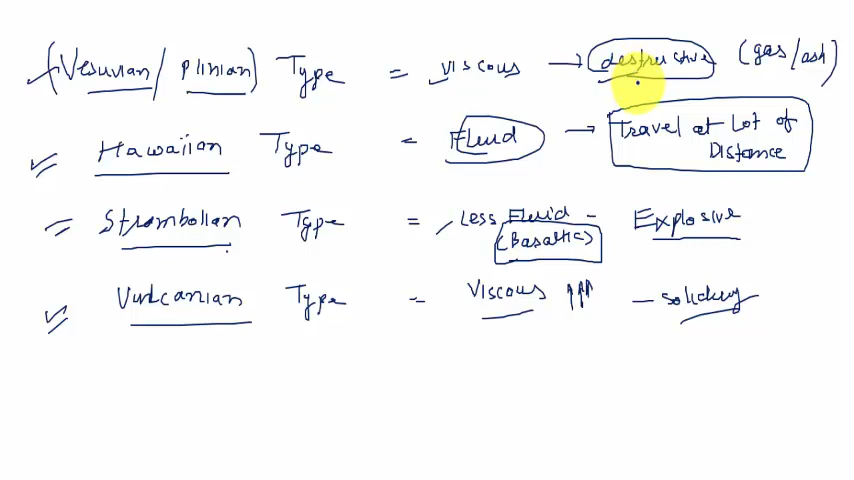 (Vesuvian / Plinian) Type = viscous → destructive (gas/ash)
Hawaiian Type = Fluid → Travel at Lot of Distance
Strombolian Type = Less Fluid - Explosive
(Basaltic)
Vulcanian Type = Viscous ↑↑↑ - solidify